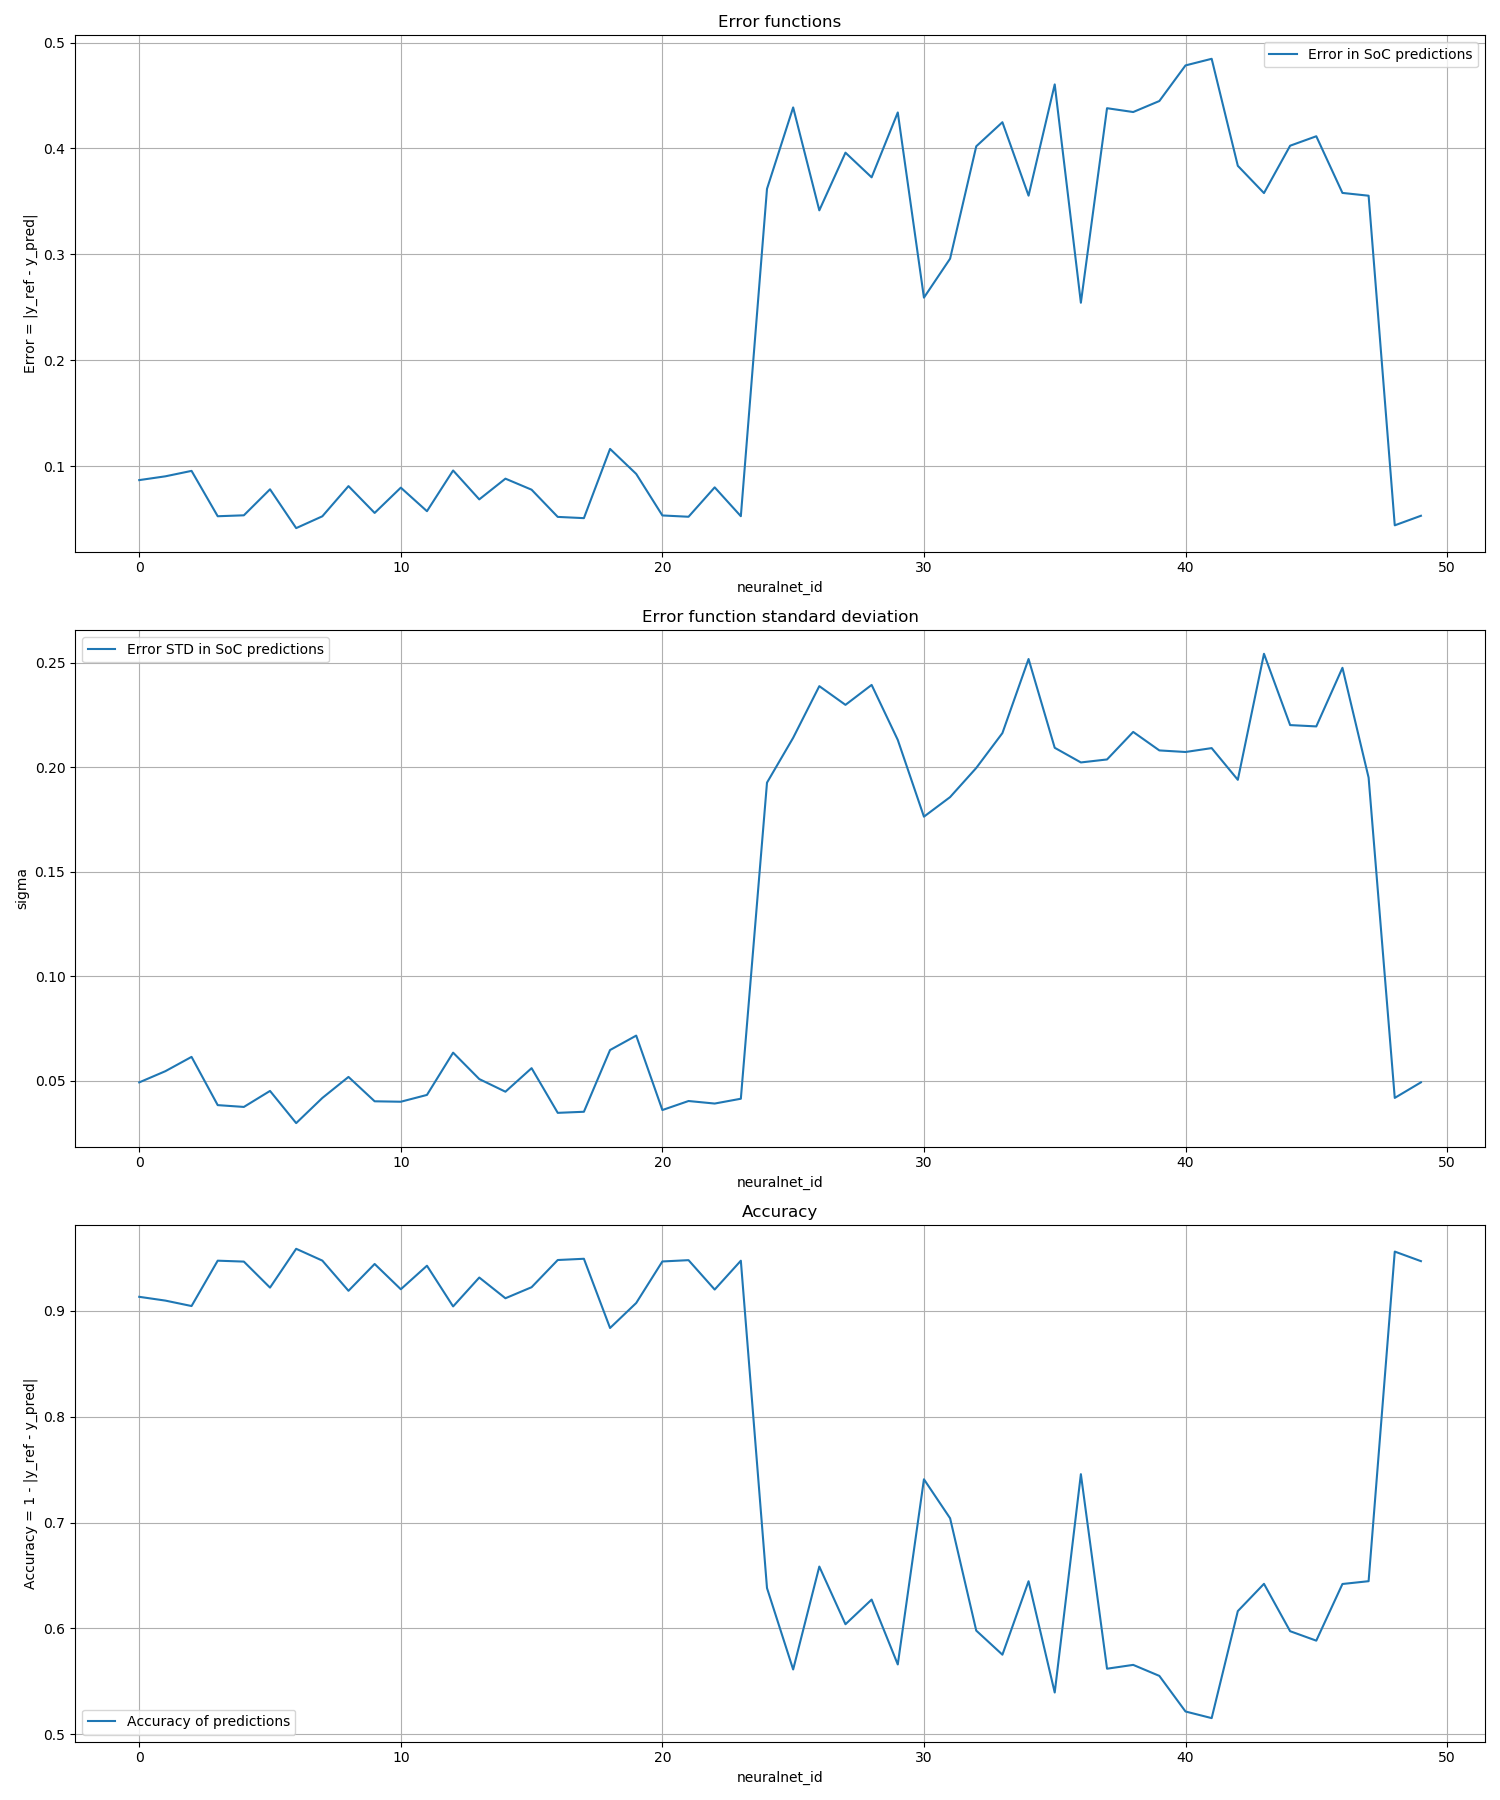 Error functions
Error in SoC predictions
0.5
0.4
0.3
0.2
0.1
Error = |y_ref - y_pred|
0 10 20 30 40 50
neuralnet_id
Error function standard deviation
Error STD in SoC predictions
0.25
0.20
0.15
0.10
0.05
sigma
0 10 20 30 40 50
neuralnet_id
Accuracy
0.9
0.8
0.7
0.6
0.5
Accuracy = 1 - |y_ref - y_pred|
Accuracy of predictions
0 10 20 30 40 50
neuralnet_id